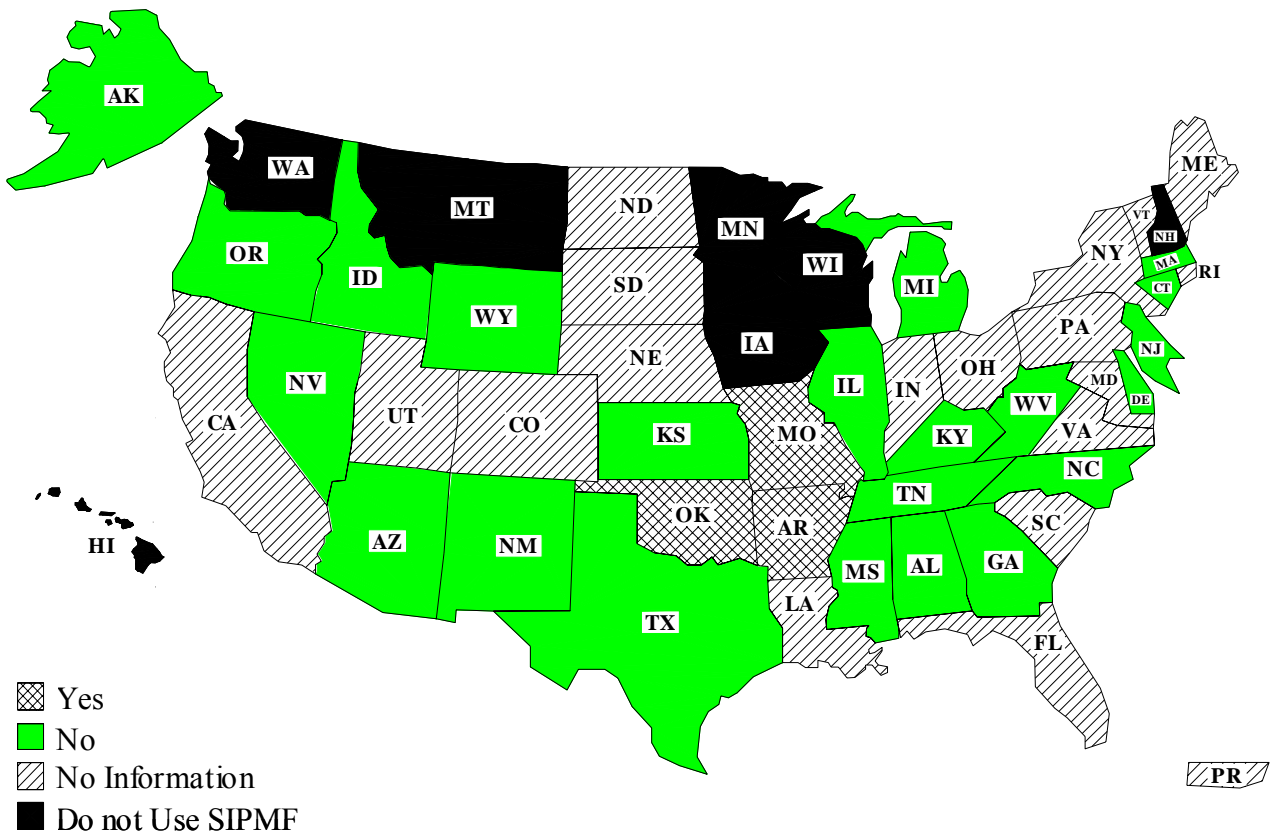 AK
WA
MT
ND
MN
ME
VT
NH
OR
ID
SD
WI
MI
NY
MA
RI
CT
WY
NE
IA
PA
NV
UT
CO
KS
MO
IL
IN
OH
NJ
MD
DE
WV
VA
KY
CA
NC
TN
OK
AR
SC
AZ
NM
MS
AL
GA
HI
TX
LA
FL
PR
Yes
No
No Information
Do not Use SIPMF